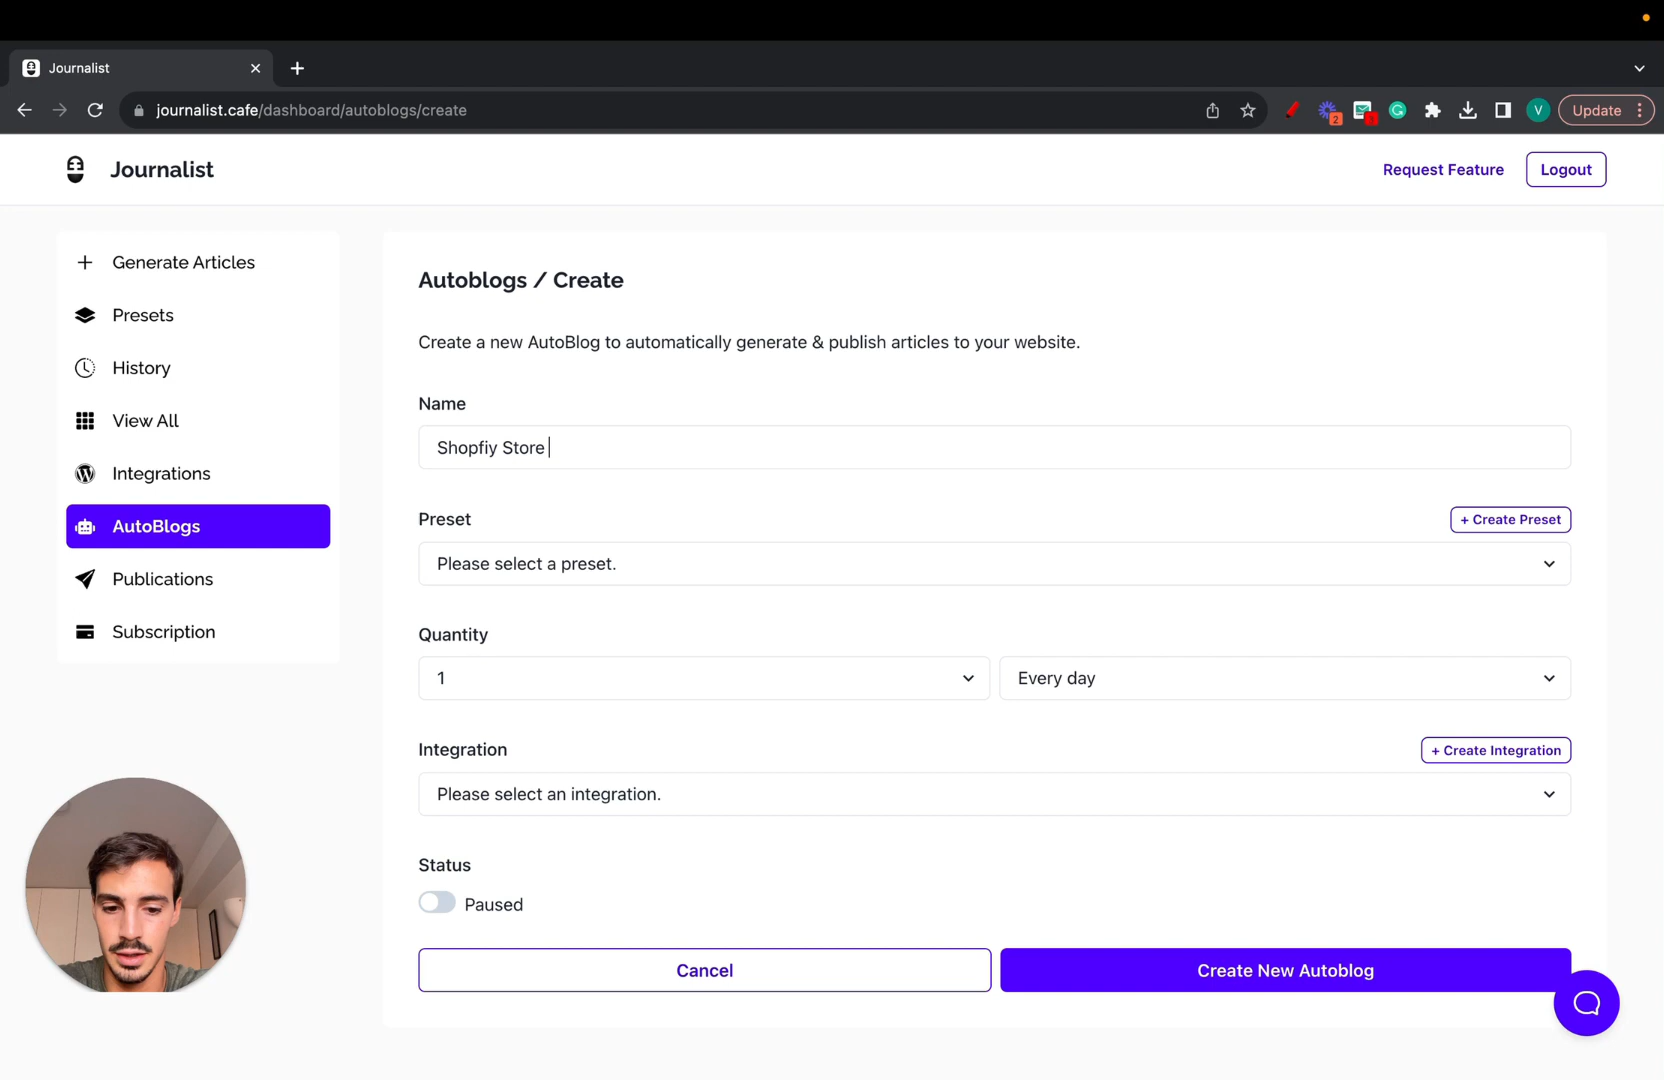 Journalist
journalist.cafe/dashboard/autoblogs/create
2
1
G
V
Update
Journalist
Request Feature
Logout
Generate Articles
Presets
History
View All
Integrations
AutoBlogs
Publications
Subscription
Autoblogs / Create
Create a new AutoBlog to automatically generate & publish articles to your website.
Name
Shopfiy Store
Preset
+ Create Preset
Please select a preset.
Quantity
1
Every day
Integration
+ Create Integration
Please select an integration.
Status
Paused
Cancel
Create New Autoblog